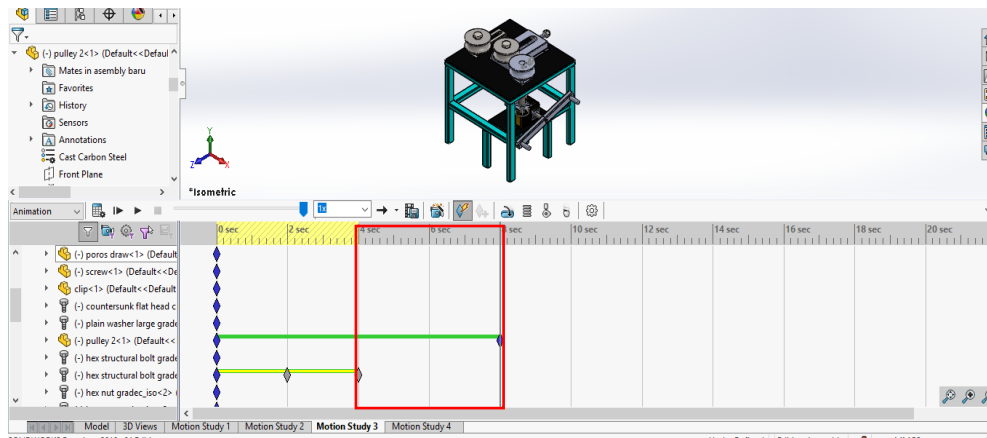 (-) pulley 2<1> (Default<<Defaul
Mates in asembly baru
Favorites
History
Sensors
Annotations
Cast Carbon Steel
Front Plane
Y
Z
X
*Isometric
Animation
1x
0 sec 2 sec 4 sec 6 sec 8 sec 10 sec 12 sec 14 sec 16 sec 18 sec 20 sec
(-) poros draw<1> (Default
(-) screw<1> (Default<<De
clip<1> (Default<<Default
(-) countersunk flat head c
(-) plain washer large grade
(-) pulley 2<1> (Default<<
(-) hex structural bolt grade
(-) hex structural bolt grade
(-) hex nut gradec_iso<2> (
Model 3D Views Motion Study 1 Motion Study 2 Motion Study 3 Motion Study 4